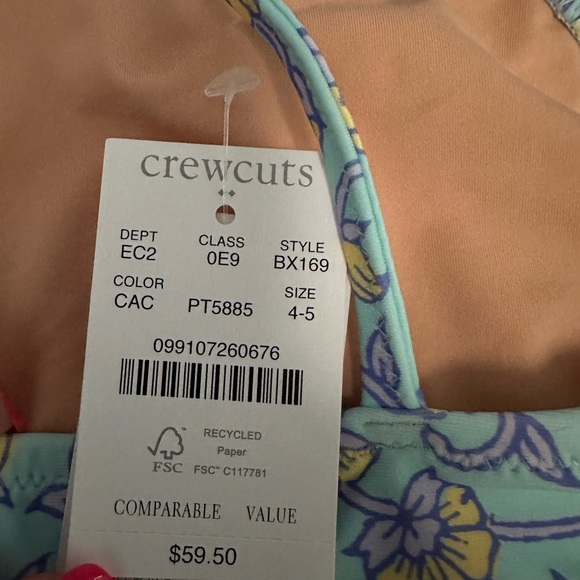 crewcuts
DEPT CLASS STYLE
EC2 0E9 BX169
COLOR SIZE
CAC PT5885 4-5
099107260676
RECYCLED
Paper
FSC FSC™ C117781
COMPARABLE VALUE
$59.50